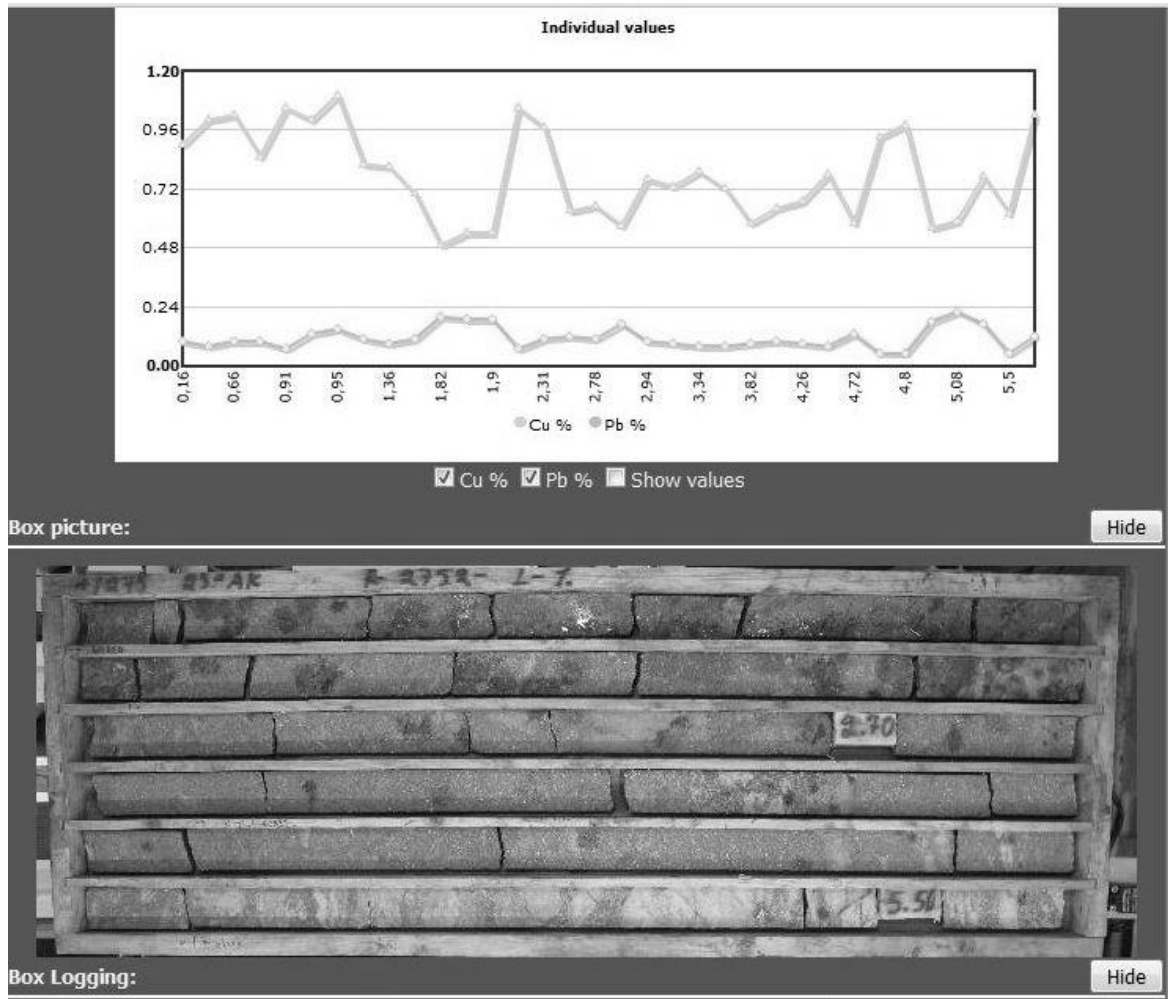 Individual values
1.20
0.96
0.72
0.48
0.24
0.00
0,16 0,66 0,91 0,95 1,36 1,82 1,9 2,31 2,78 2,94 3,34 3,82 4,26 4,72 4,8 5,08 5,5
Cu % Pb %
Cu % Pb % Show values
Box picture: Hide
R-2752-
2.70
5.50
Box Logging: Hide